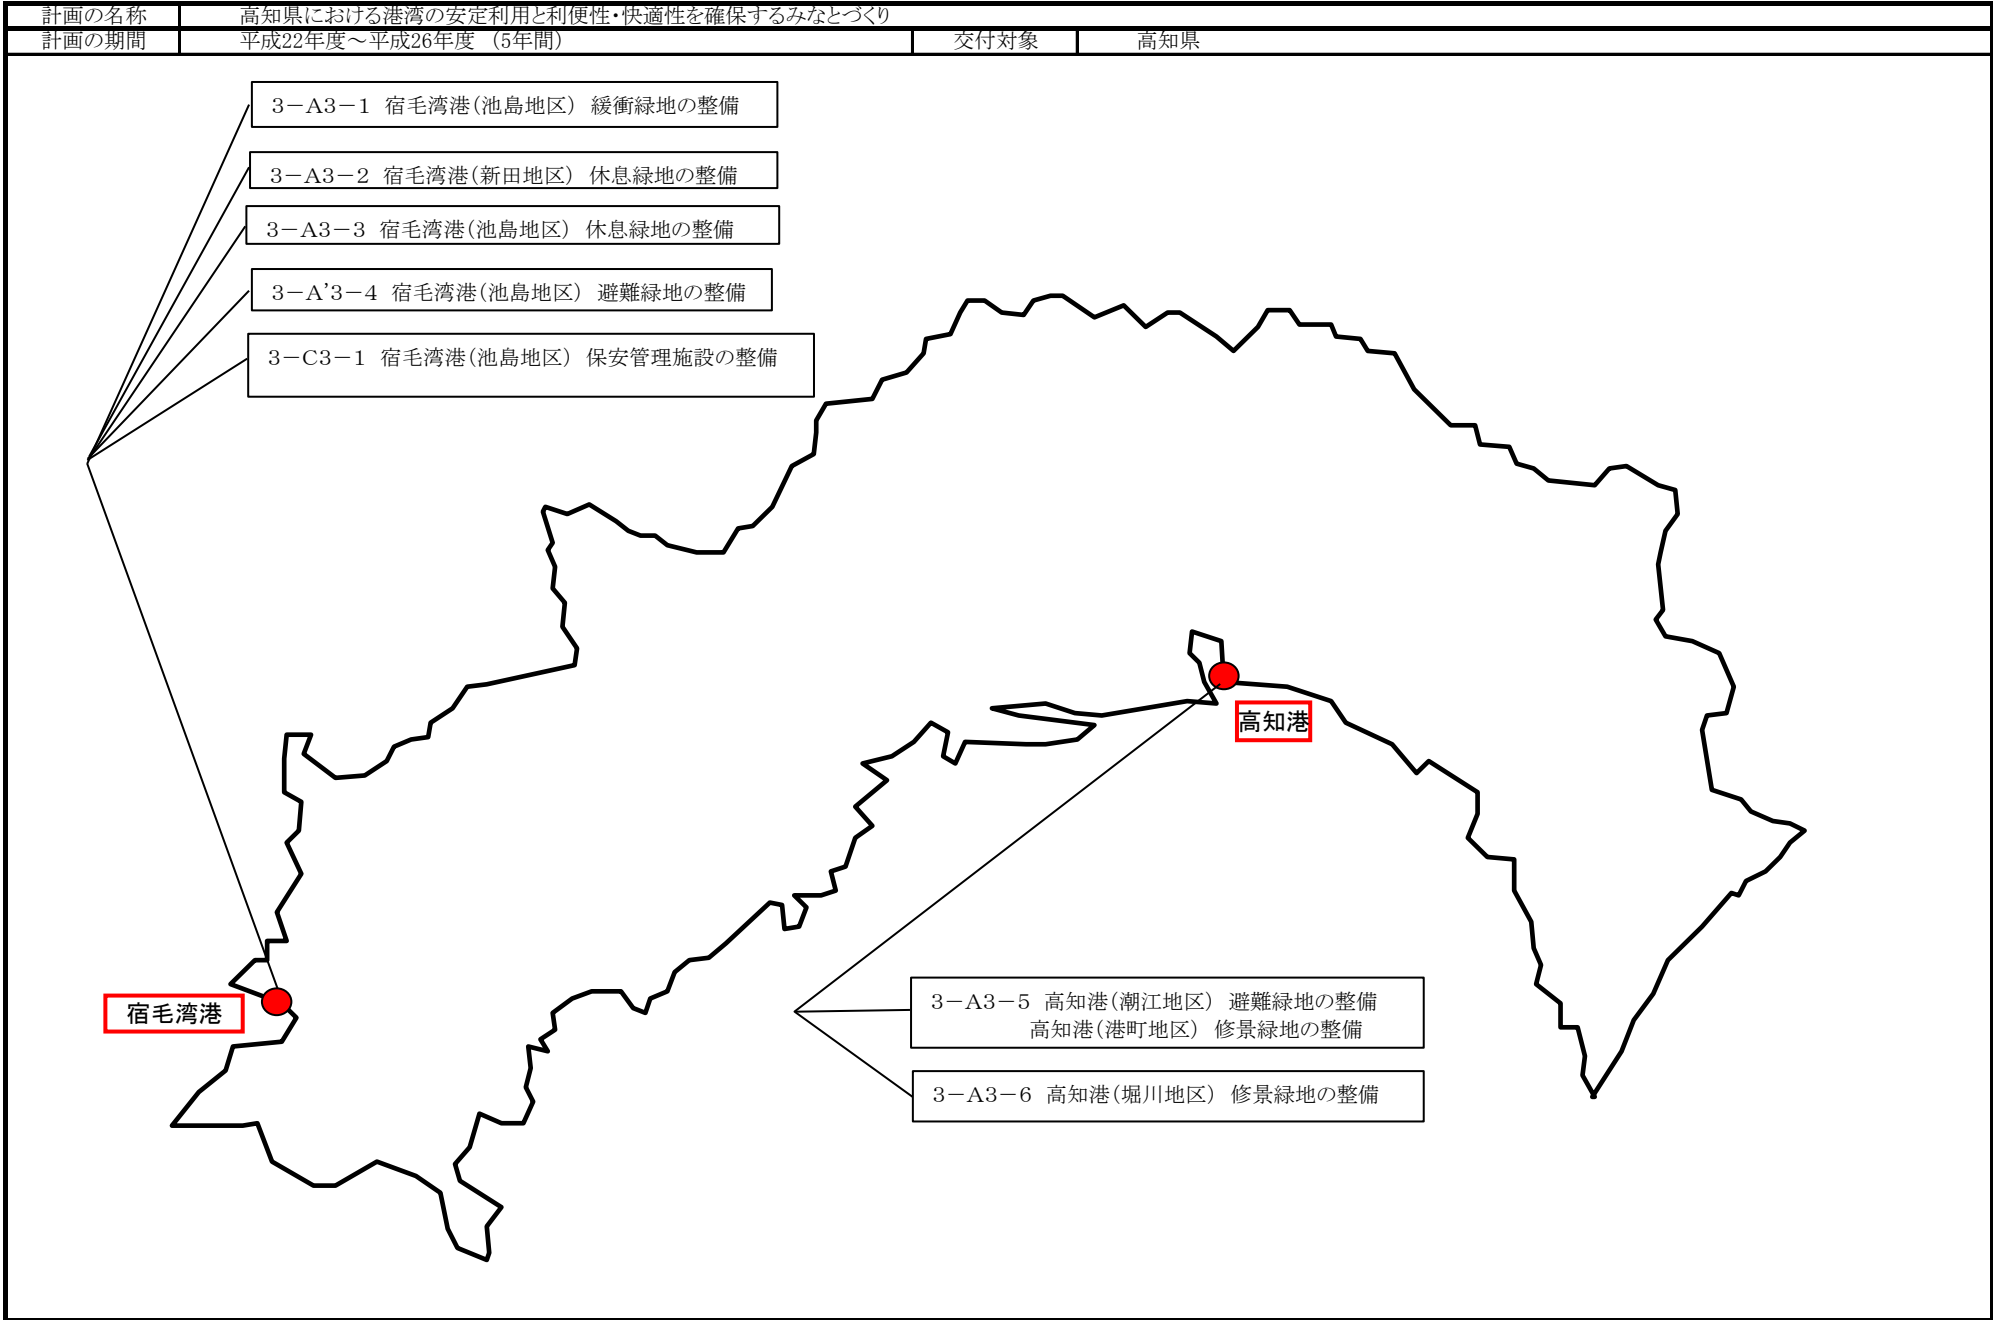 計画の名称 高知県における港湾の安定利用と利便性・快適性を確保するみなとづくり
計画の期間 平成22年度～平成26年度 （5年間） 交付対象 高知県
3－A3－1 宿毛湾港（池島地区） 緩衝緑地の整備
3－A3－2 宿毛湾港（新田地区） 休息緑地の整備
3－A3－3 宿毛湾港（池島地区） 休息緑地の整備
3－A’3－4 宿毛湾港（池島地区） 避難緑地の整備
3－C3－1 宿毛湾港（池島地区） 保安管理施設の整備
高知港
宿毛湾港
3－A3－5 高知港（潮江地区） 避難緑地の整備
高知港（港町地区） 修景緑地の整備
3－A3－6 高知港（堀川地区） 修景緑地の整備